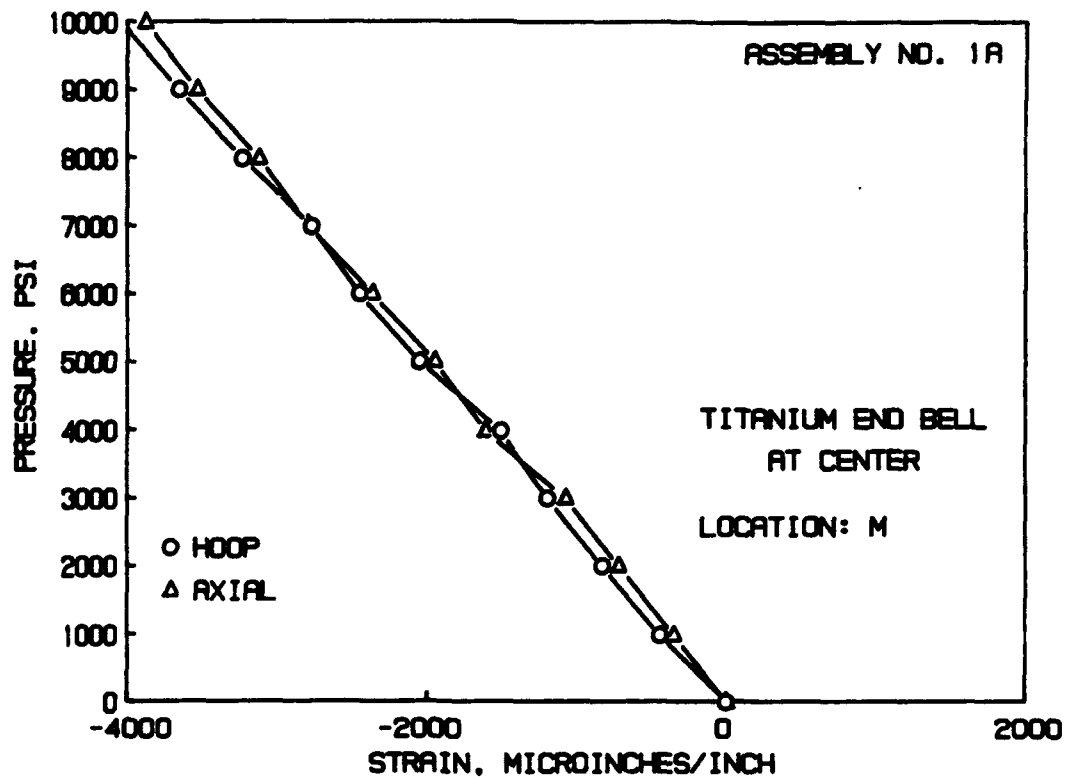 ASSEMBLY NO. 1A
10000
9000
8000
7000
6000
5000
4000
3000
2000
1000
0
PRESSURE, PSI
TITANIUM END BELL
AT CENTER
LOCATION: M
HOOP
AXIAL
-4000
-2000
0
2000
STRAIN, MICROINCHES/INCH